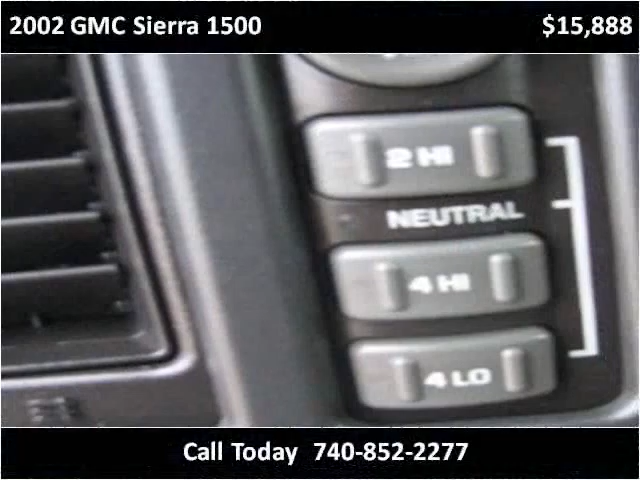 2002 GMC Sierra 1500 $15,888
2 HI
NEUTRAL
4 HI
4 LO
Call Today 740-852-2277